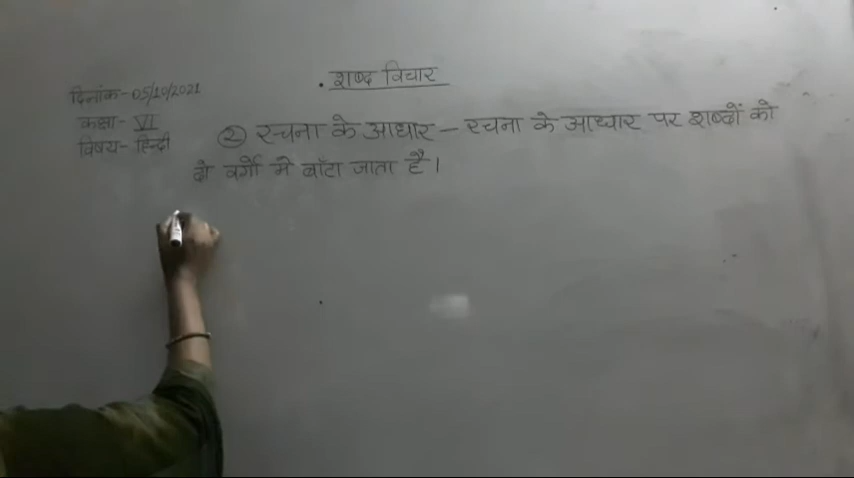 शब्द विचार
दिनांक- 05/10/2021
कक्षा- VI
विषय- हिन्दी
② रचना के आधार – रचना के आधार पर शब्दों को
दो वर्गो मे बाँटा जाता है।